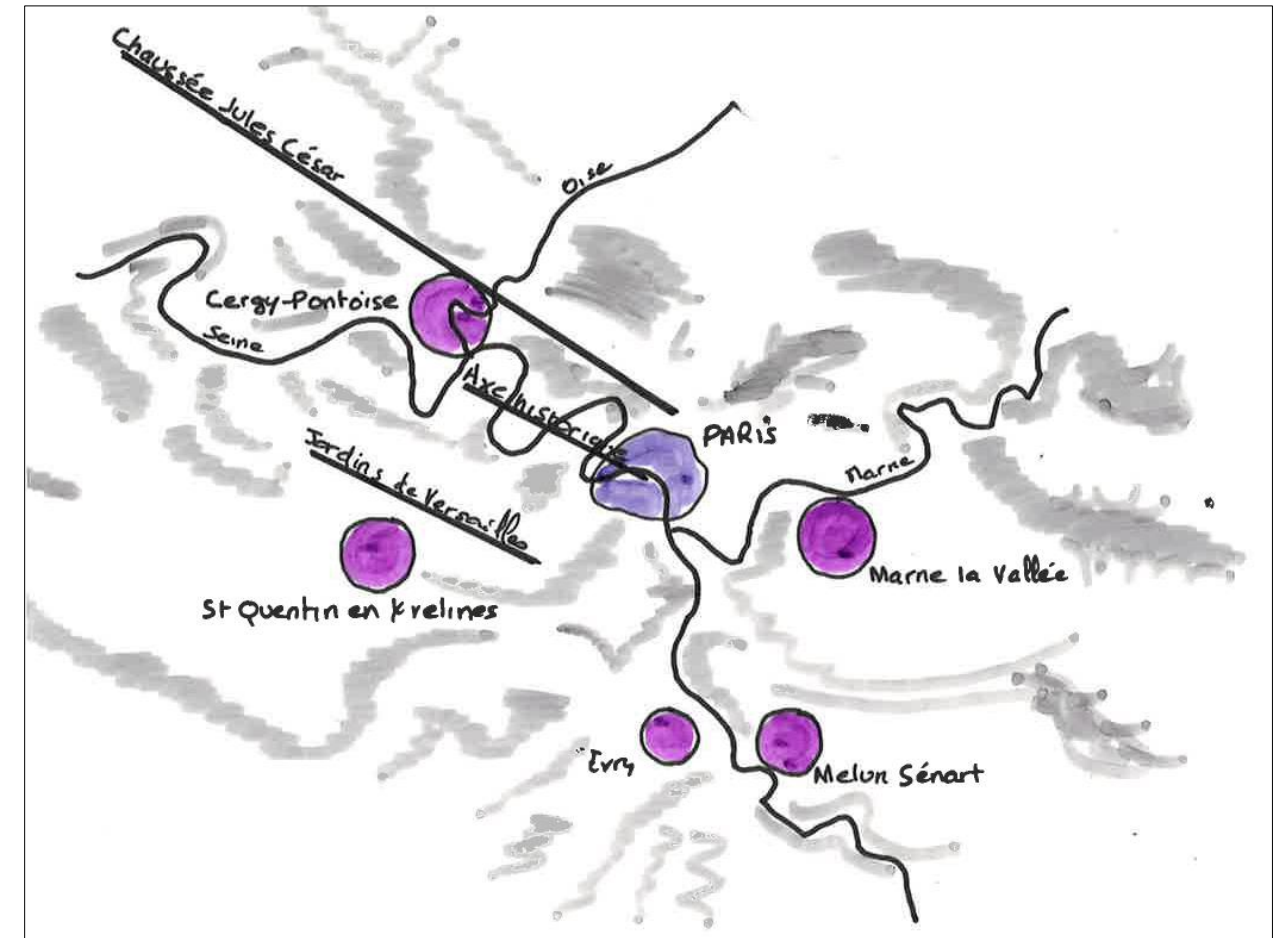 Chaussée Jules César
Oise
Cergy-Pontoise
Seine
Axe historique
PARIS
Jardins de Versailles
Marne
Marne la Vallée
St Quentin en Yvelines
Evry
Melun Sénart